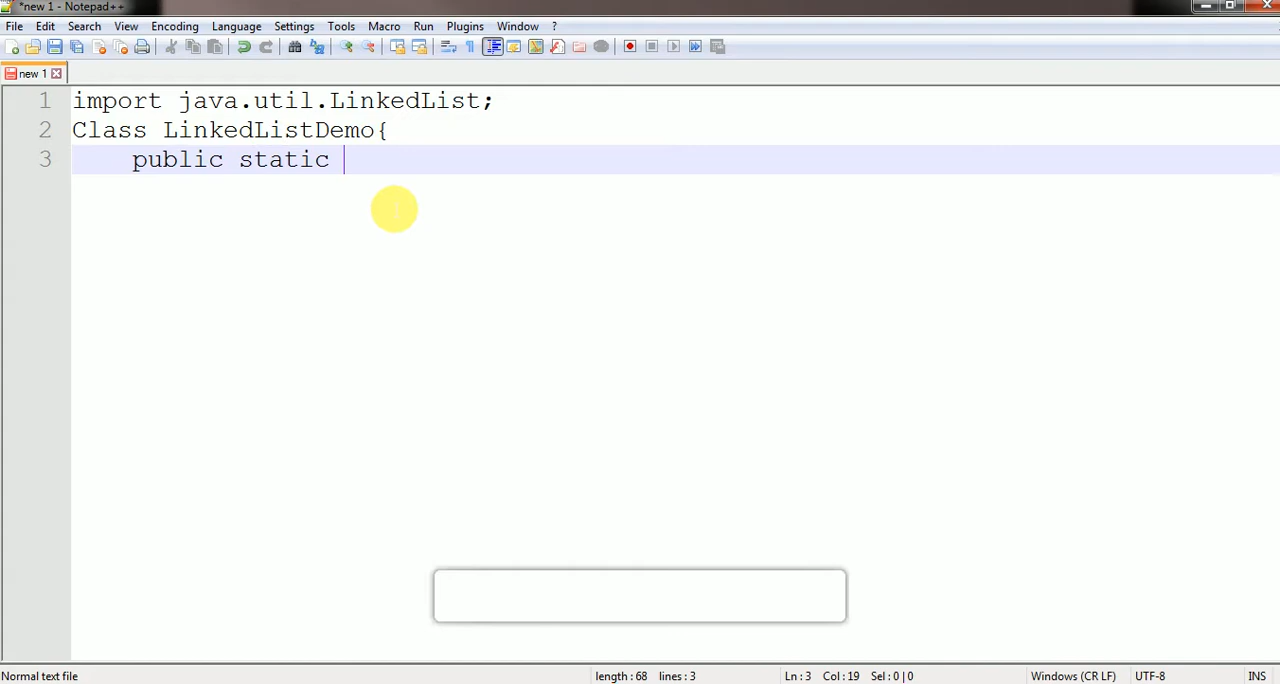 *new 1 - Notepad++
File Edit Search View Encoding Language Settings Tools Macro Run Plugins Window ?
new 1
1 import java.util.LinkedList;
2 Class LinkedListDemo{
3 public static
Normal text file length : 68 lines : 3 Ln : 3 Col : 19 Sel : 0 | 0 Windows (CR LF) UTF-8 INS